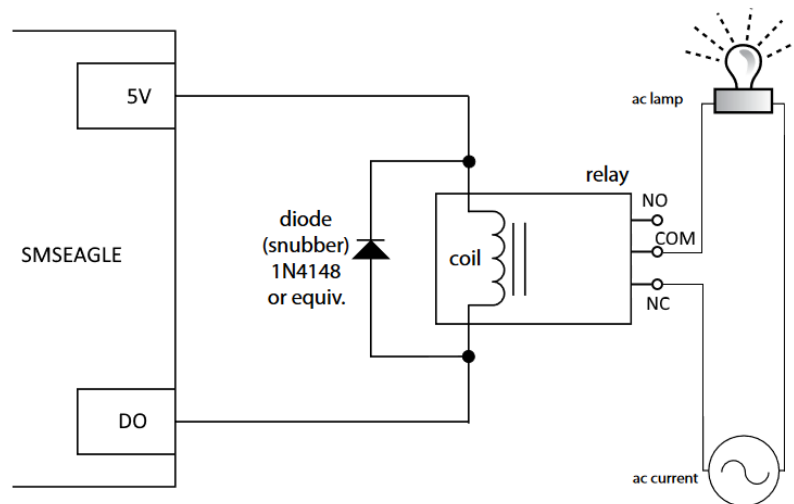 5V
SMSEAGLE
DO
diode
(snubber)
1N4148
or equiv.
relay
coil
NO
COM
NC
ac lamp
ac current